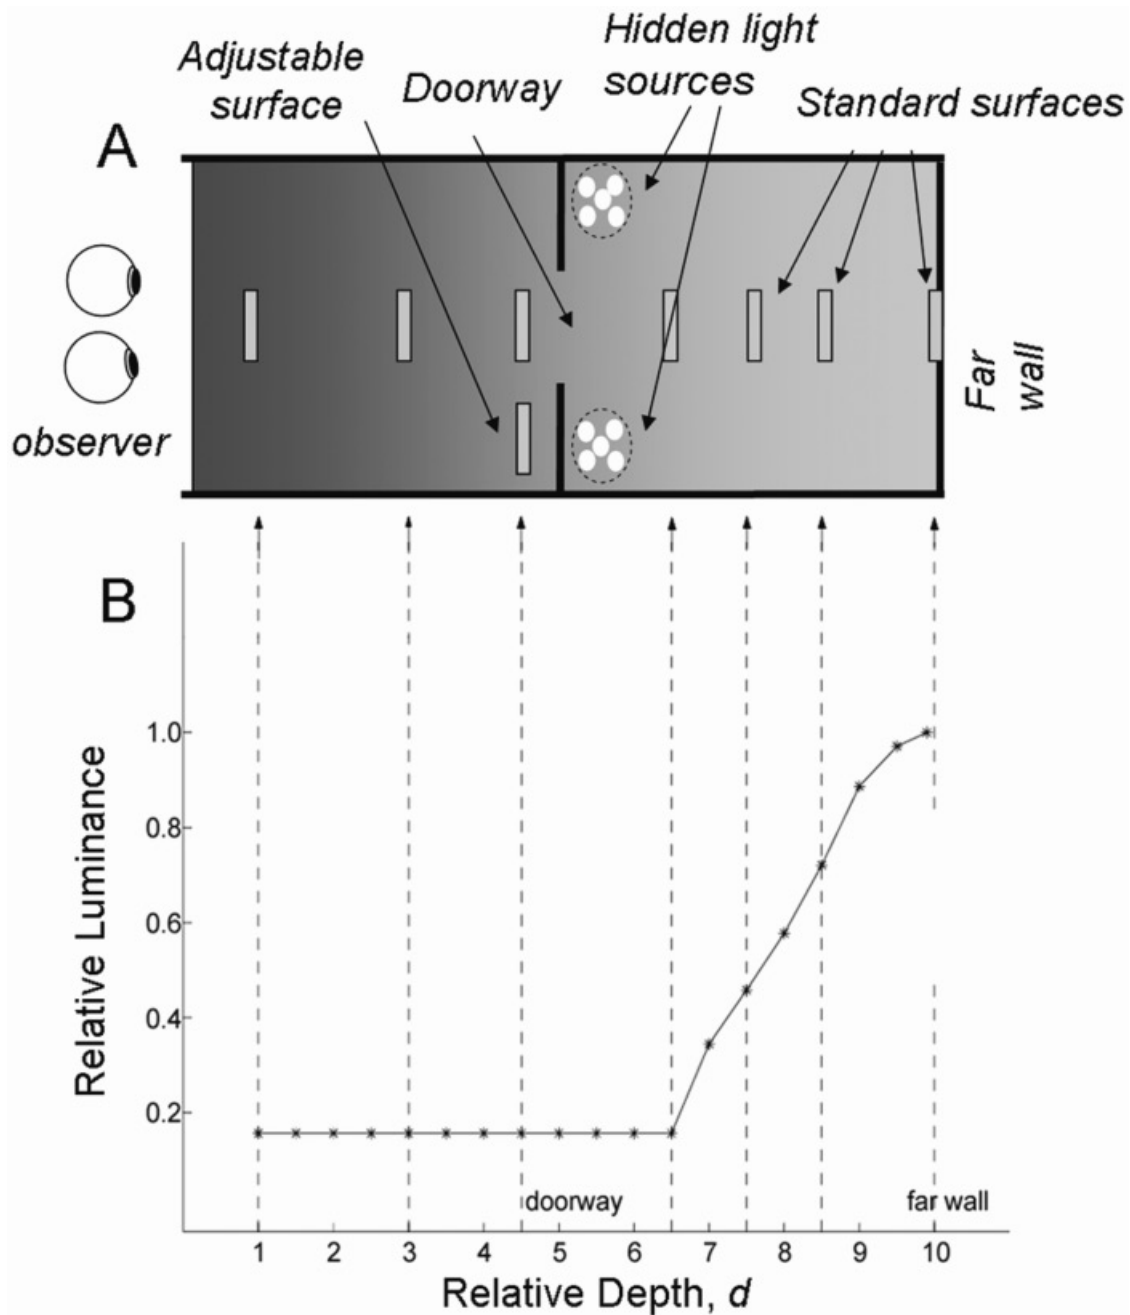 A
Adjustable
surface
Doorway
Hidden light
sources
Standard surfaces
observer
Far
wall
B
1.0
0.8
0.6
0.4
0.2
Relative Luminance
doorway
far wall
1 2 3 4 5 6 7 8 9 10
Relative Depth, d